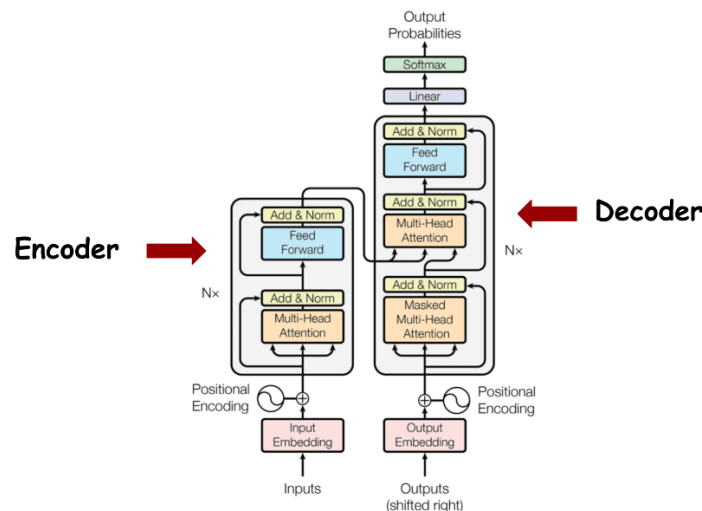 Output
Probabilities
Softmax
Linear
Add & Norm
Feed
Forward
Add & Norm
Multi-Head
Attention
Add & Norm
Masked
Multi-Head
Attention
Nx
Decoder
Encoder
Add & Norm
Feed
Forward
Nx
Add & Norm
Multi-Head
Attention
Positional
Encoding
Positional
Encoding
Input
Embedding
Output
Embedding
Inputs
Outputs
(shifted right)